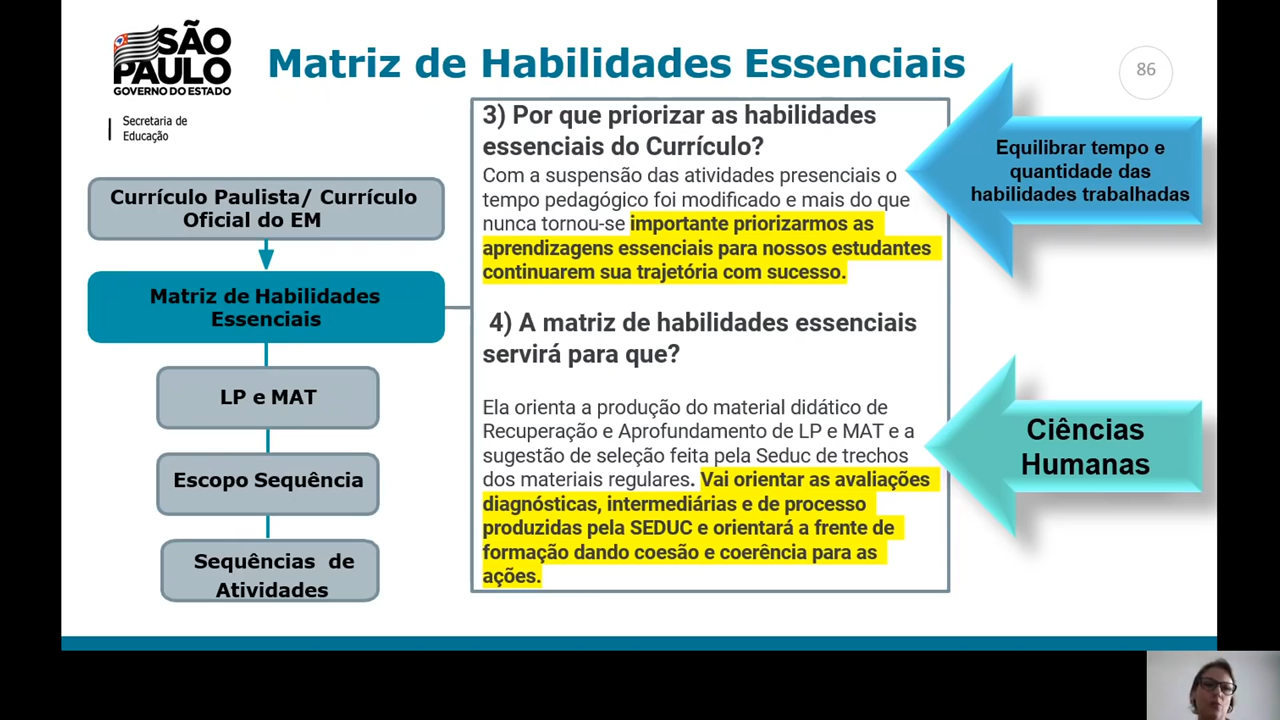 SÃO
PAULO
GOVERNO DO ESTADO
Secretaria de
Educação
Matriz de Habilidades Essenciais
86
Currículo Paulista/ Currículo
Oficial do EM
Matriz de Habilidades
Essenciais
LP e MAT
Escopo Sequência
Sequências de
Atividades
3) Por que priorizar as habilidades
essenciais do Currículo?
Com a suspensão das atividades presenciais o
tempo pedagógico foi modificado e mais do que
nunca tornou-se importante priorizarmos as
aprendizagens essenciais para nossos estudantes
continuarem sua trajetória com sucesso.
4) A matriz de habilidades essenciais
servirá para que?
Ela orienta a produção do material didático de
Recuperação e Aprofundamento de LP e MAT e a
sugestão de seleção feita pela Seduc de trechos
dos materiais regulares. Vai orientar as avaliações
diagnósticas, intermediárias e de processo
produzidas pela SEDUC e orientará a frente de
formação dando coesão e coerência para as
ações.
Equilibrar tempo e
quantidade das
habilidades trabalhadas
Ciências
Humanas